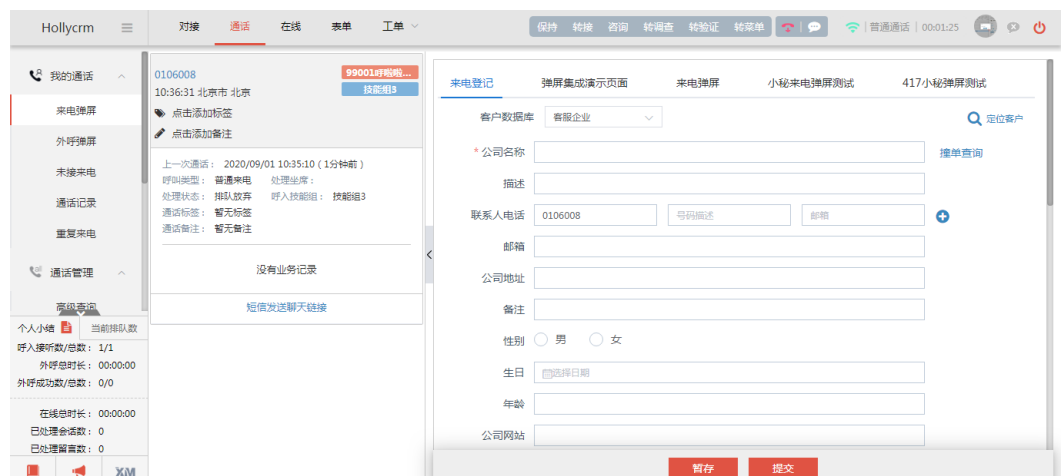 Hollycrm
对接 通话 在线 表单 工单
保持 转接 咨询 转调查 转验证 转菜单
普通通话 00:01:25
我的通话
来电弹屏
外呼弹屏
未接来电
通话记录
重复来电
通话管理
高级查询
个人小结 当前排队数
呼入接听数/总数： 1/1
外呼总时长： 00:00:00
外呼成功数/总数： 0/0
在线总时长： 00:00:00
已处理会话数： 0
已处理留言数： 0
XM
0106008
99001吁啦啦...
10:36:31 北京市 北京
技能组3
点击添加标签
点击添加备注
上一次通话： 2020/09/01 10:35:10 ( 1分钟前 )
呼叫类型： 普通来电 处理坐席：
处理状态： 排队放弃 呼入技能组： 技能组3
通话标签： 暂无标签
通话备注： 暂无备注
没有业务记录
短信发送聊天链接
来电登记 弹屏集成演示页面 来电弹屏 小秘来电弹屏测试 417小秘弹屏测试
客户数据库 客服企业 定位客户
* 公司名称 撞单查询
描述
联系人电话 0106008 号码描述 邮箱
邮箱
公司地址
备注
性别 男 女
生日 选择日期
年龄
公司网站
暂存 提交